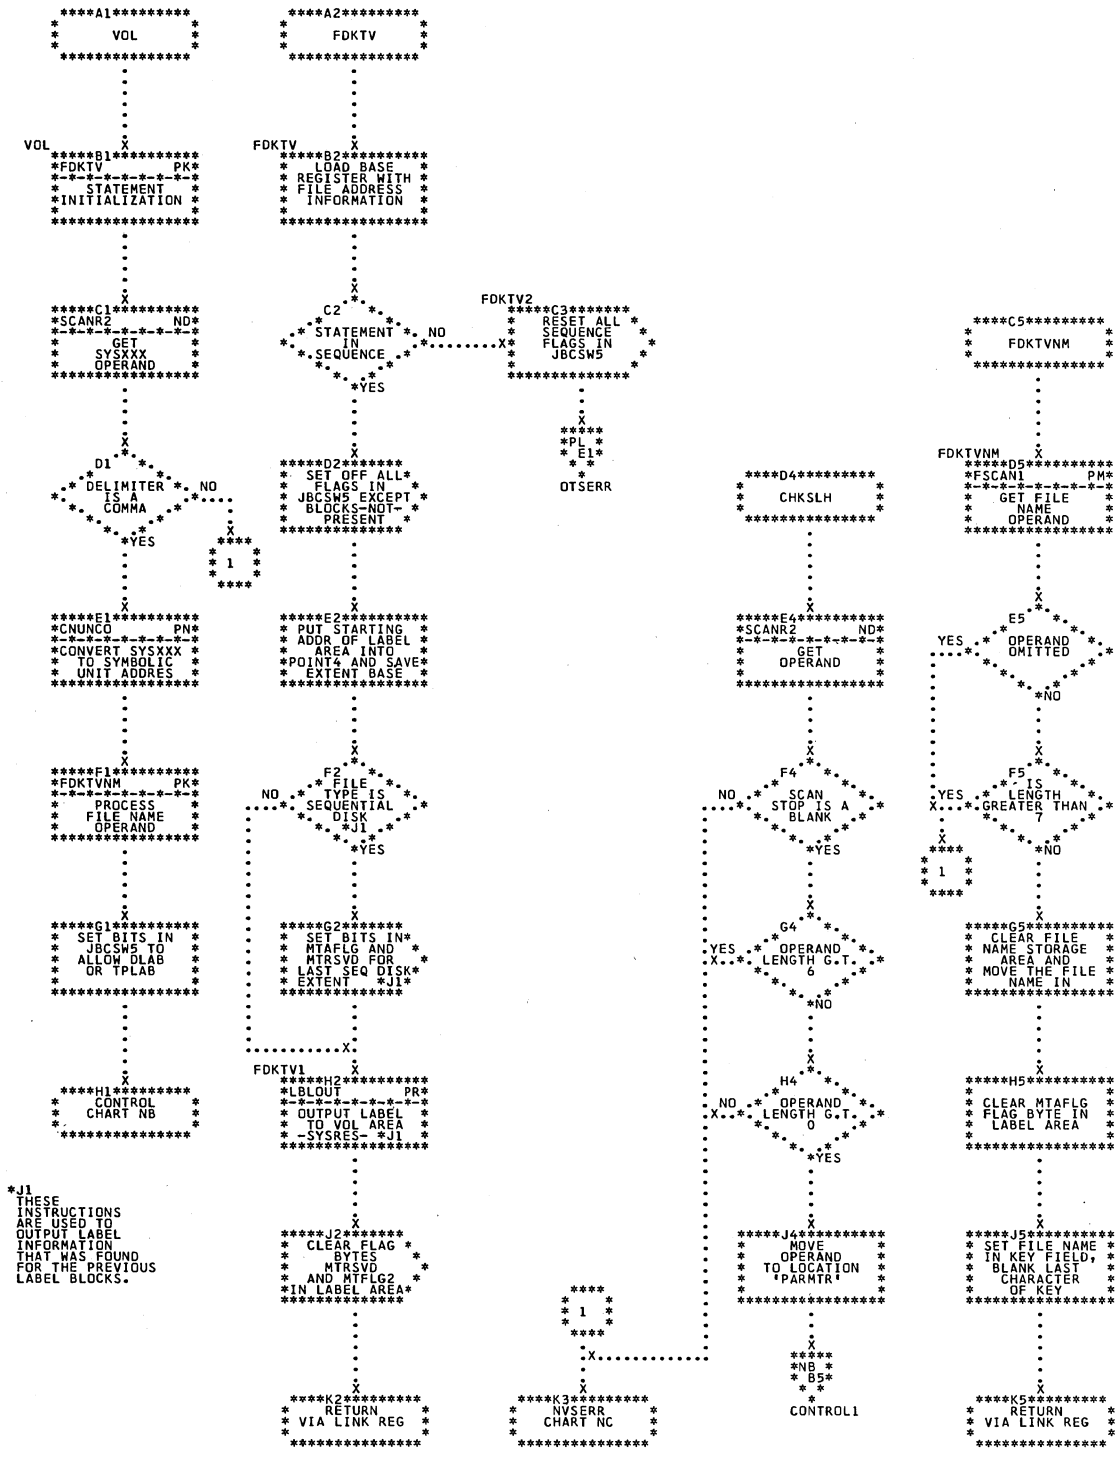 A1
VOL
VOL
B1
FDKTV PK
STATEMENT
INITIALIZATION
C1
SCANR2 ND
GET
SYSXXX
OPERAND
D1
DELIMITER
IS A
COMMA
NO
YES
1
E1
CNUNCO PN
CONVERT SYSXXX
TO SYMBOLIC
UNIT ADDRES
F1
FDKTVNM PK
PROCESS
FILE NAME
OPERAND
G1
SET BITS IN
JBCSW5 TO
ALLOW DLAB
OR TPLAB
H1
CONTROL
CHART NB
*J1
THESE
INSTRUCTIONS
ARE USED TO
OUTPUT LABEL
INFORMATION
THAT WAS FOUND
FOR THE PREVIOUS
LABEL BLOCKS.
A2
FDKTV
FDKTV
B2
LOAD BASE
REGISTER WITH
FILE ADDRESS
INFORMATION
C2
STATEMENT
IN
SEQUENCE
NO
YES
D2
SET OFF ALL
FLAGS IN
JBCSW5 EXCEPT
BLOCKS-NOT-
PRESENT
E2
PUT STARTING
ADDR OF LABEL
AREA INTO
POINT4 AND SAVE
EXTENT BASE
F2
FILE
TYPE IS
SEQUENTIAL
DISK
*J1
NO
YES
G2
SET BITS IN
MTAFLG AND
MTRSVD FOR
LAST SEQ DISK
EXTENT *J1
FDKTV1
H2
LBLOUT PR
OUTPUT LABEL
TO VOL AREA
-SYSRES- *J1
J2
CLEAR FLAG
BYTES
MTRSVD
AND MTFLG2
IN LABEL AREA
K2
RETURN
VIA LINK REG
FDKTV2
C3
RESET ALL
SEQUENCE
FLAGS IN
JBCSW5
PL
E1
OTSERR
1
K3
NVSERR
CHART NC
D4
CHKSLH
E4
SCANR2 ND
GET
OPERAND
F4
SCAN
STOP IS A
BLANK
NO
YES
G4
OPERAND
LENGTH G.T.
6
YES
NO
H4
OPERAND
LENGTH G.T.
0
NO
YES
J4
MOVE
OPERAND
TO LOCATION
'PARMTR'
NB
B5
CONTROL1
C5
FDKTVNM
FDKTVNM
D5
FSCAN1 PM
GET FILE
NAME
OPERAND
E5
OPERAND
OMITTED
YES
NO
F5
IS
LENGTH
GREATER THAN
7
YES
NO
1
G5
CLEAR FILE
NAME STORAGE
AREA AND
MOVE THE FILE
NAME IN
H5
CLEAR MTAFLG
FLAG BYTE IN
LABEL AREA
J5
SET FILE NAME
IN KEY FIELD,
BLANK LAST
CHARACTER
OF KEY
K5
RETURN
VIA LINK REG